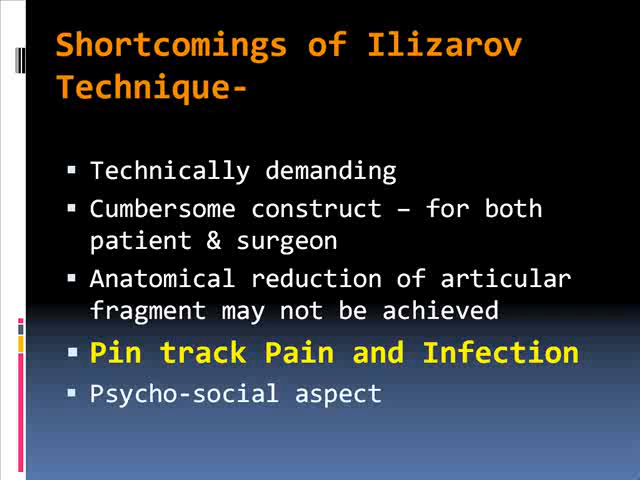 Shortcomings of Ilizarov
Technique-
▪ Technically demanding
▪ Cumbersome construct – for both
patient & surgeon
▪ Anatomical reduction of articular
fragment may not be achieved
▪ Pin track Pain and Infection
▪ Psycho-social aspect